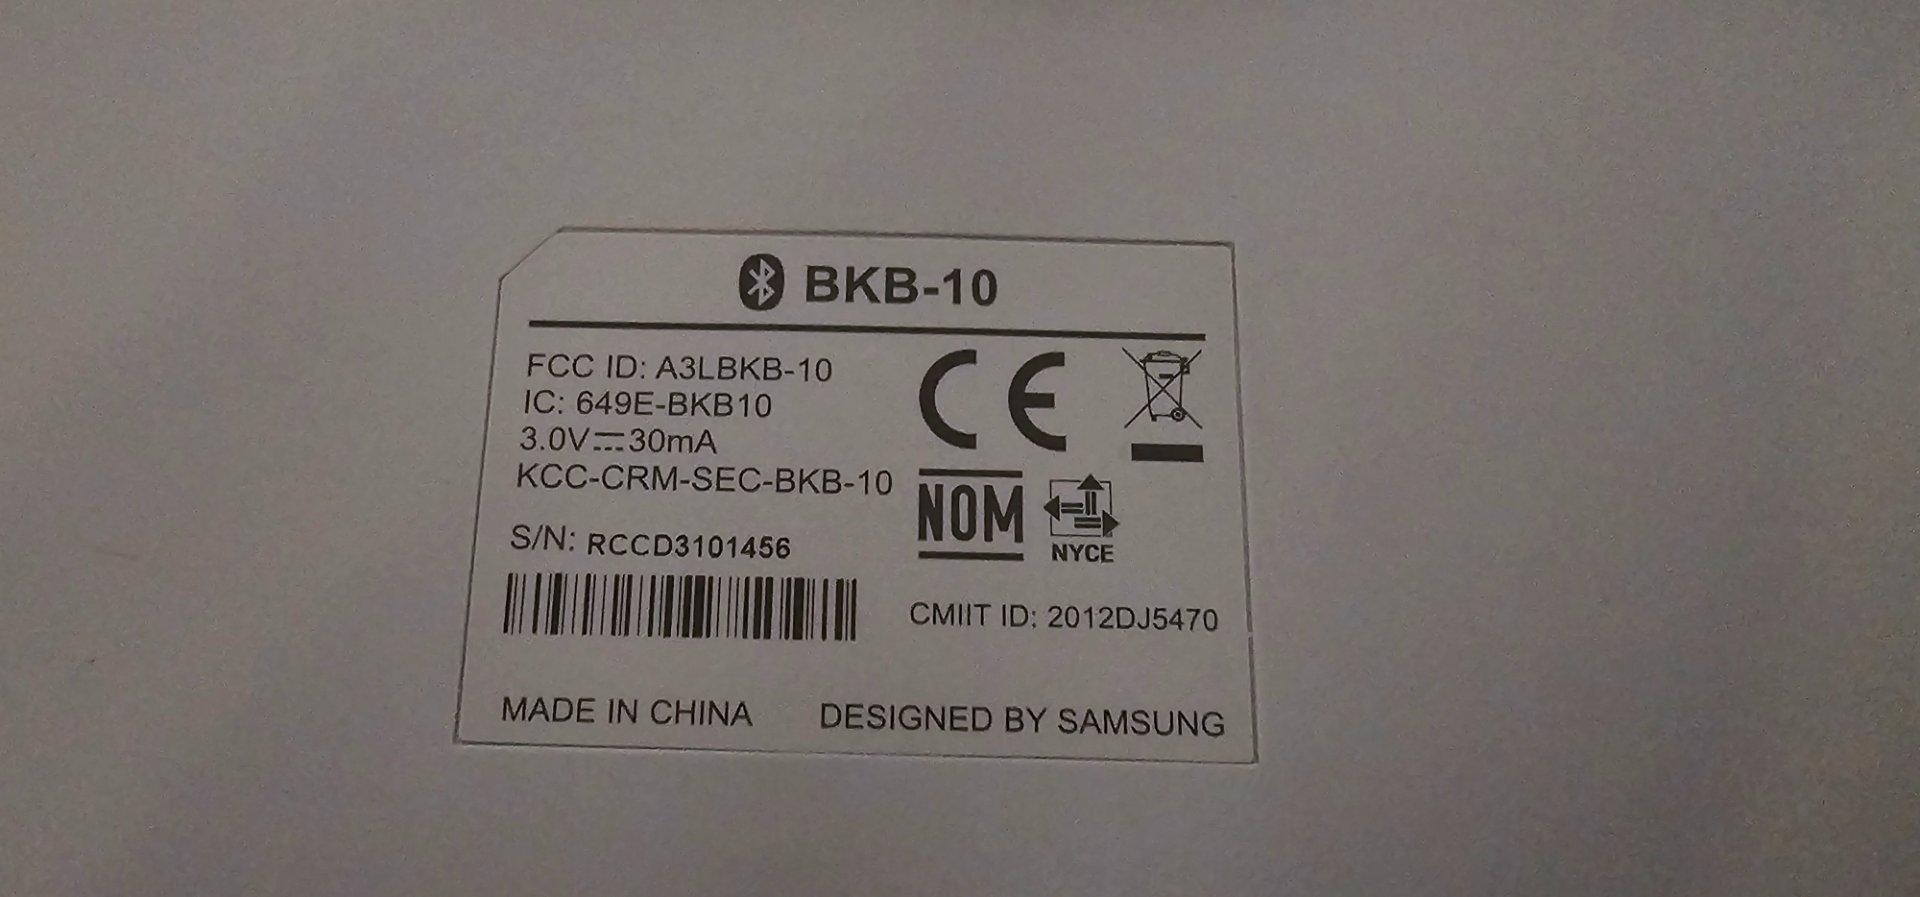 BKB-10
FCC ID: A3LBKB-10
IC: 649E-BKB10
3.0V⎓30mA
KCC-CRM-SEC-BKB-10
CE
NOM
NYCE
S/N: RCCD3101456
CMIIT ID: 2012DJ5470
MADE IN CHINA DESIGNED BY SAMSUNG